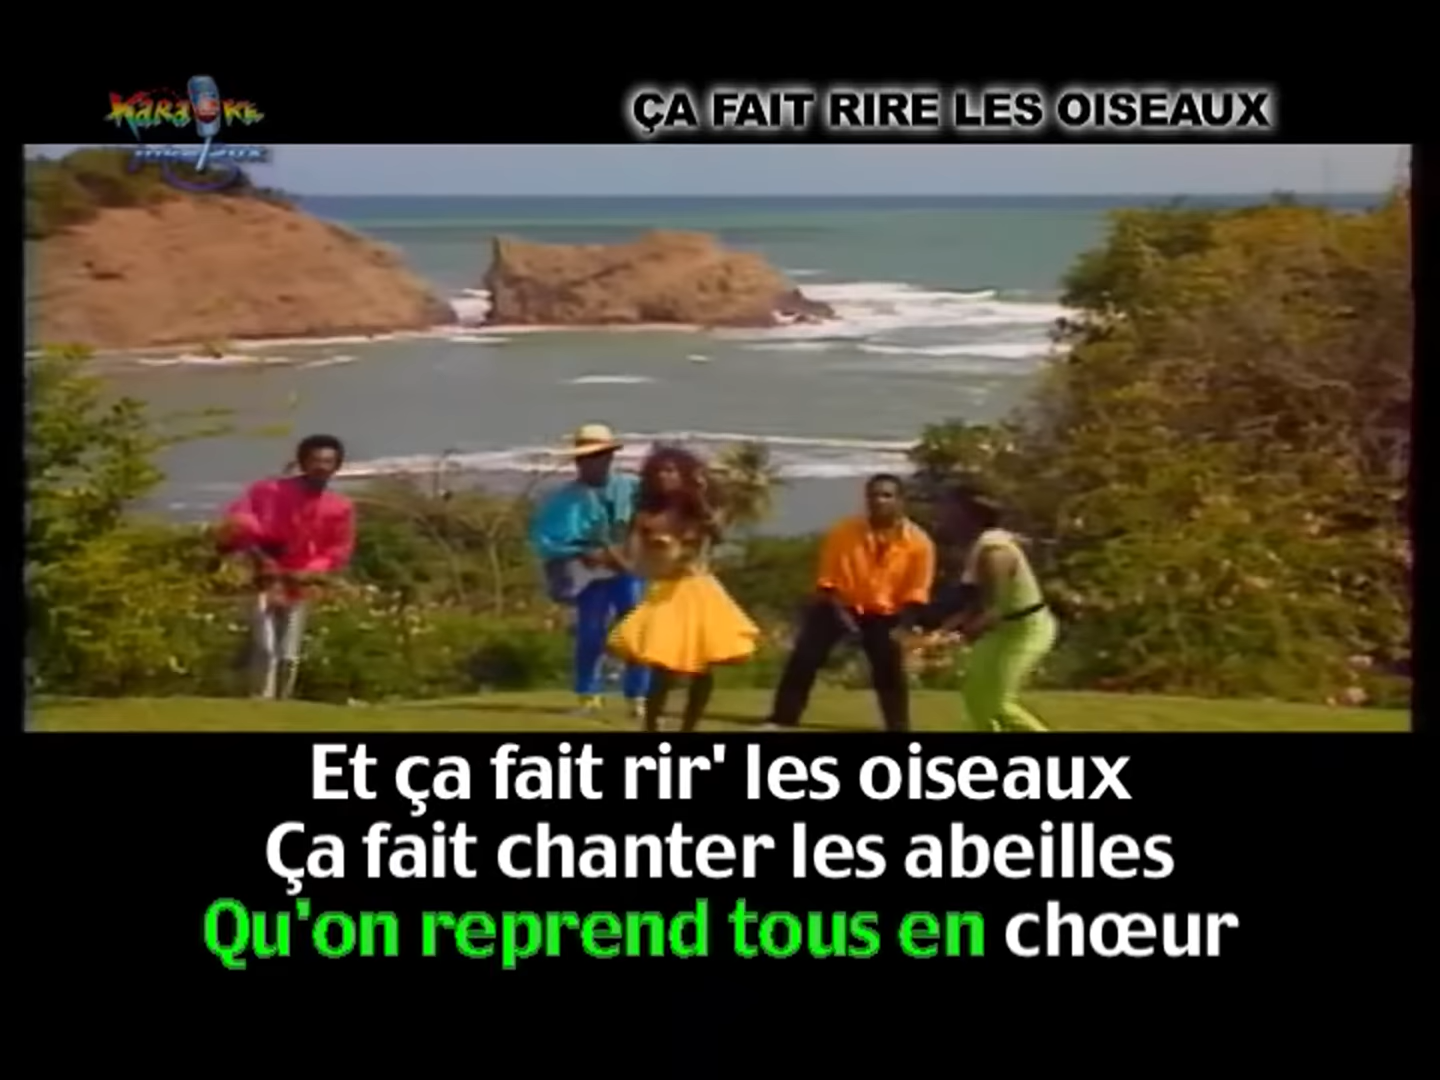 KaRaOKe
ÇA FAIT RIRE LES OISEAUX
Et ça fait rir' les oiseaux
Ça fait chanter les abeilles
Qu'on reprend tous en chœur